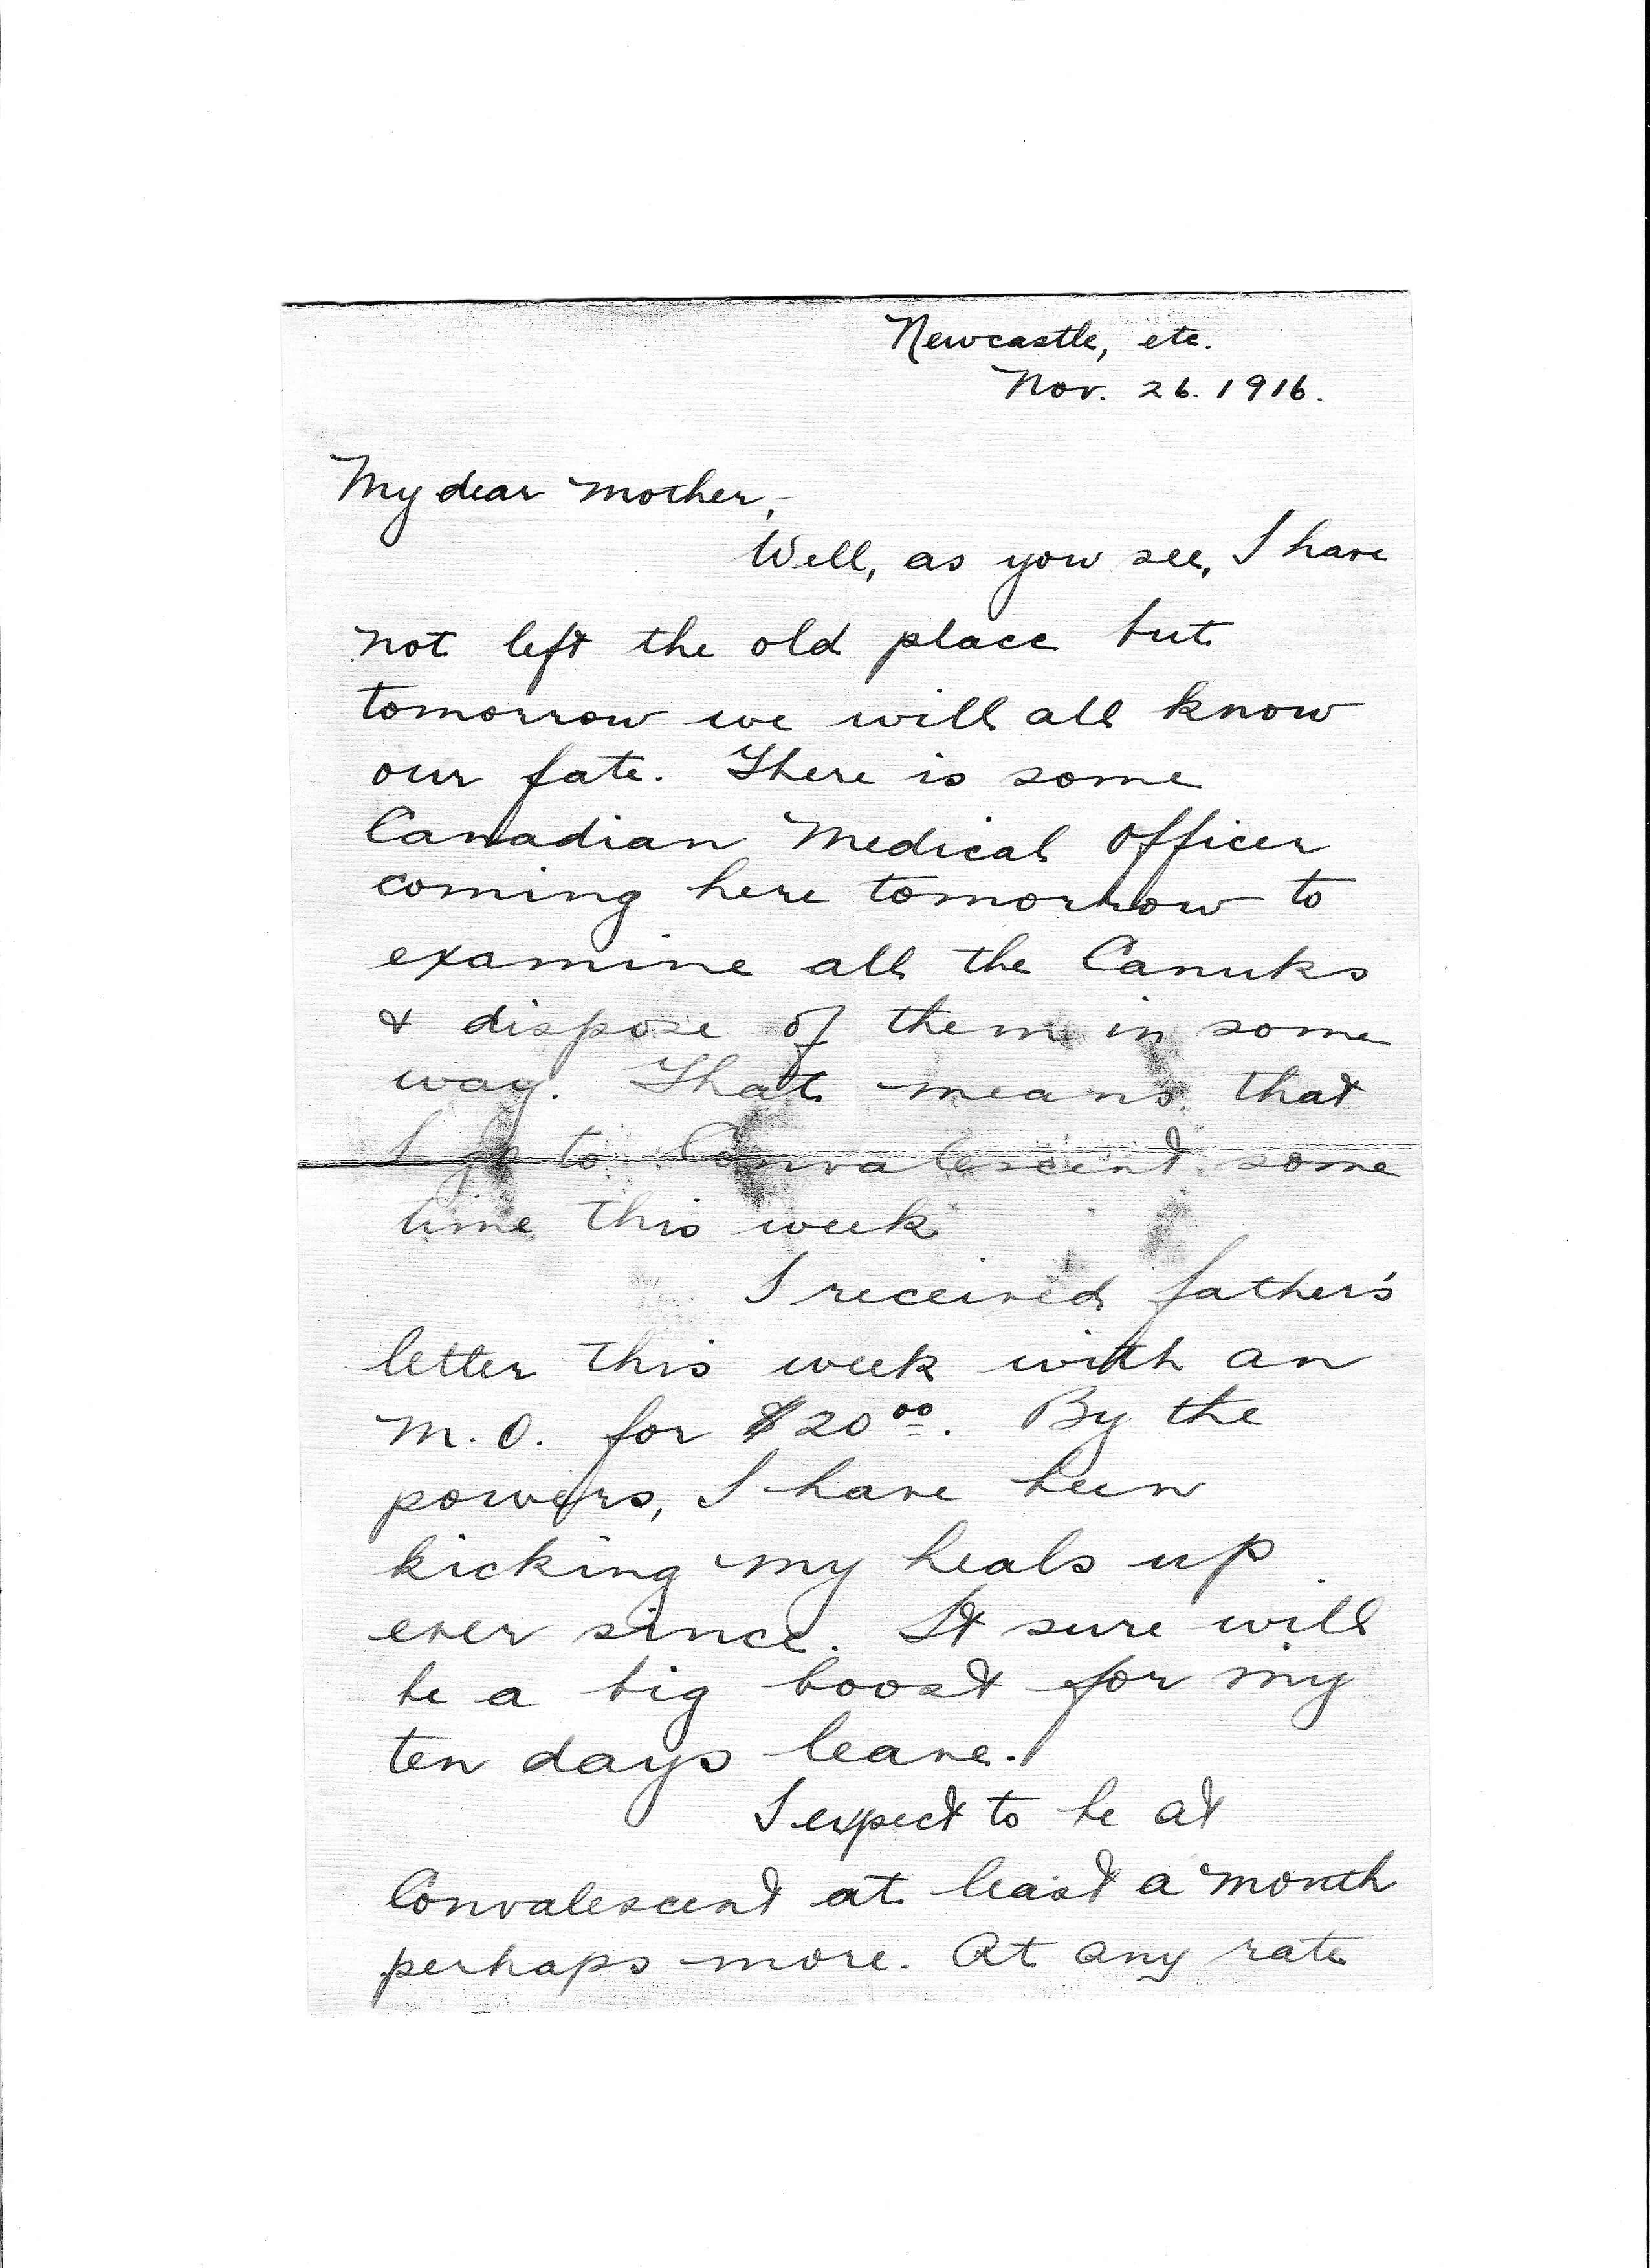 Newcastle, etc.
Nov. 26. 1916.
My dear Mother,-
Well, as you see, I have
not left the old place but
tomorrow we will all know
our fate. There is some
Canadian Medical Officer
coming here tomorrow to
examine all the Canuks
& dispose of them in some
way. That means that
I go to Convalescent some
time this week
I received father's
letter this week with an
M.O. for $20.00. By the
powers, I have been
kicking my heals up
ever since. It sure will
be a big boost for my
ten days leave.
I expect to be at
Convalescent at least a month
perhaps more. At any rate